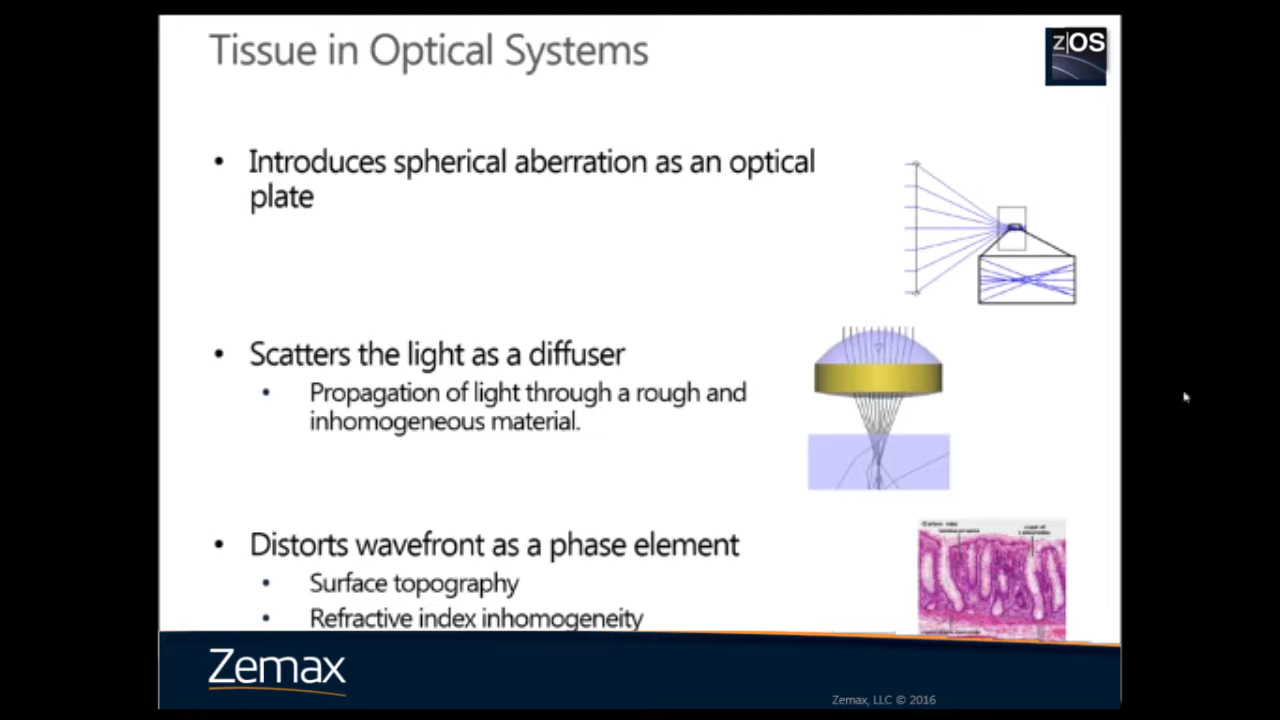 Tissue in Optical Systems
z|OS
• Introduces spherical aberration as an optical
plate
• Scatters the light as a diffuser
• Propagation of light through a rough and
inhomogeneous material.
• Distorts wavefront as a phase element
• Surface topography
• Refractive index inhomogeneity
Zemax
Zemax, LLC © 2016